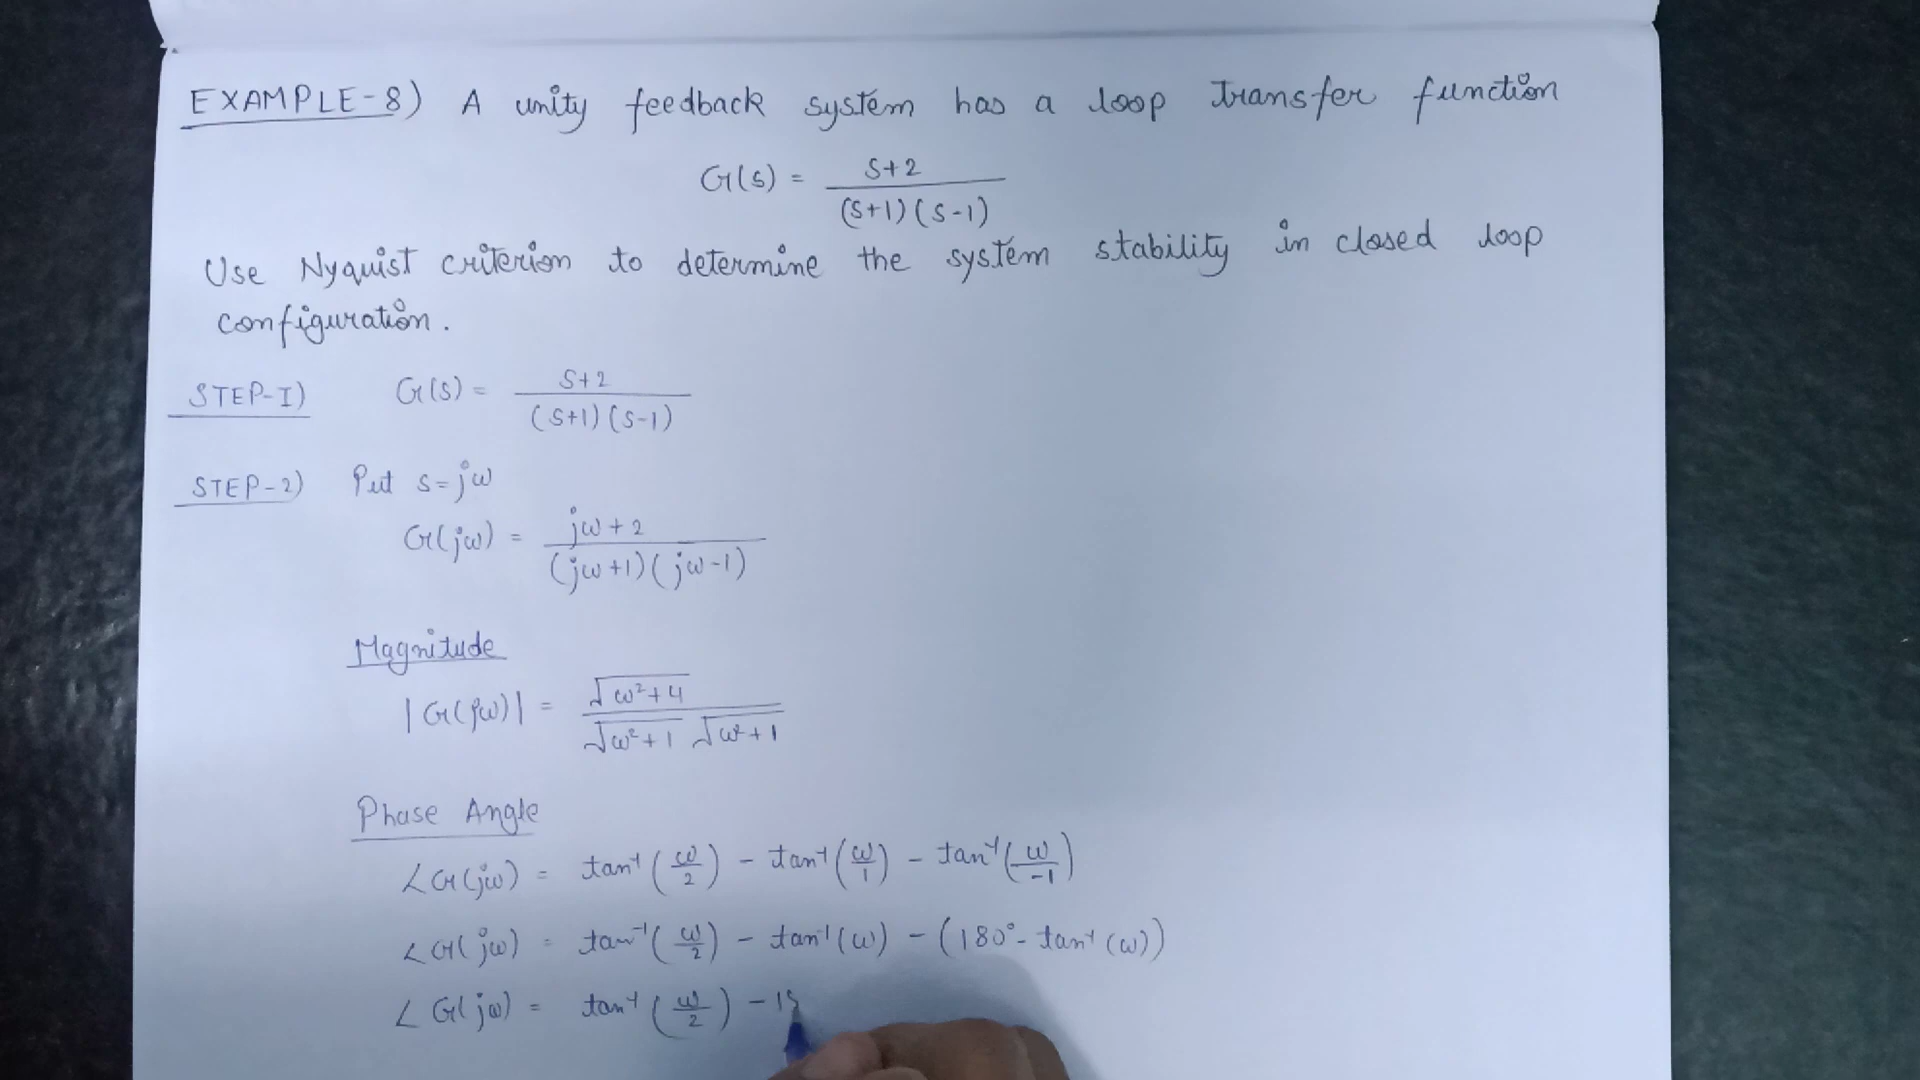 EXAMPLE-8) A unity feedback system has a loop transfer function
G(s) = s+2 / (s+1)(s-1)
Use Nyquist criterion to determine the system stability in closed loop
configuration.
STEP-I) G(s) = s+2 / (s+1)(s-1)
STEP-2) Put s=jω
G(jω) = jω+2 / (jω+1)(jω-1)
Magnitude
|G(jω)| = √ω²+4 / √ω²+1 √ω²+1
Phase Angle
∠G(jω) = tan⁻¹(ω/2) - tan⁻¹(ω/1) - tan⁻¹(ω/-1)
∠G(jω) = tan⁻¹(ω/2) - tan⁻¹(ω) - (180° - tan⁻¹(ω))
∠G(jω) = tan⁻¹(ω/2) - 1